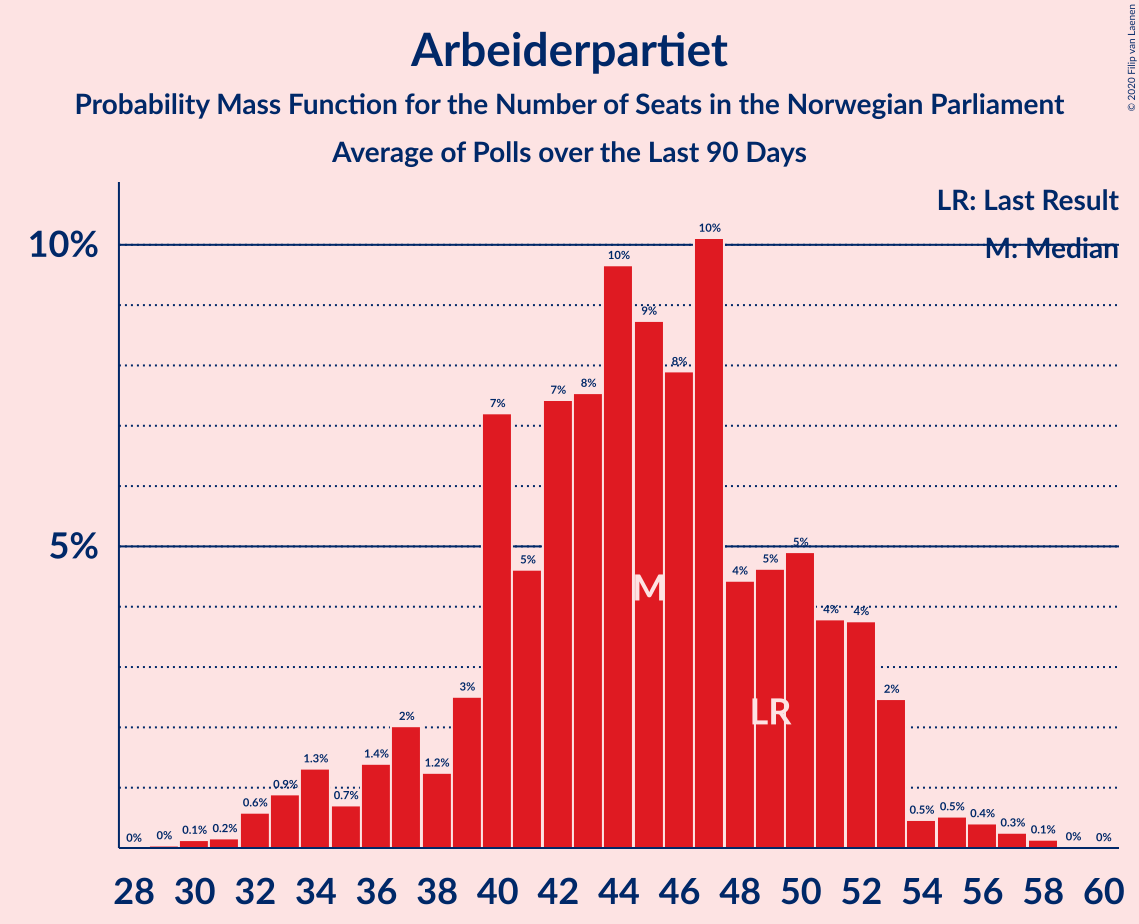 © 2020 Filip van Laenen
Arbeiderpartiet
Probability Mass Function for the Number of Seats in the Norwegian Parliament
Average of Polls over the Last 90 Days
LR: Last Result
M: Median
10%
5%
0% 0% 0.1% 0.2% 0.6% 0.9% 1.3% 0.7% 1.4% 2% 1.2% 3% 7% 5% 7% 8% 10% 9% 8% 10% 4% 5% 5% 4% 4% 2% 0.5% 0.5% 0.4% 0.3% 0.1% 0% 0%
M
LR
28 30 32 34 36 38 40 42 44 46 48 50 52 54 56 58 60